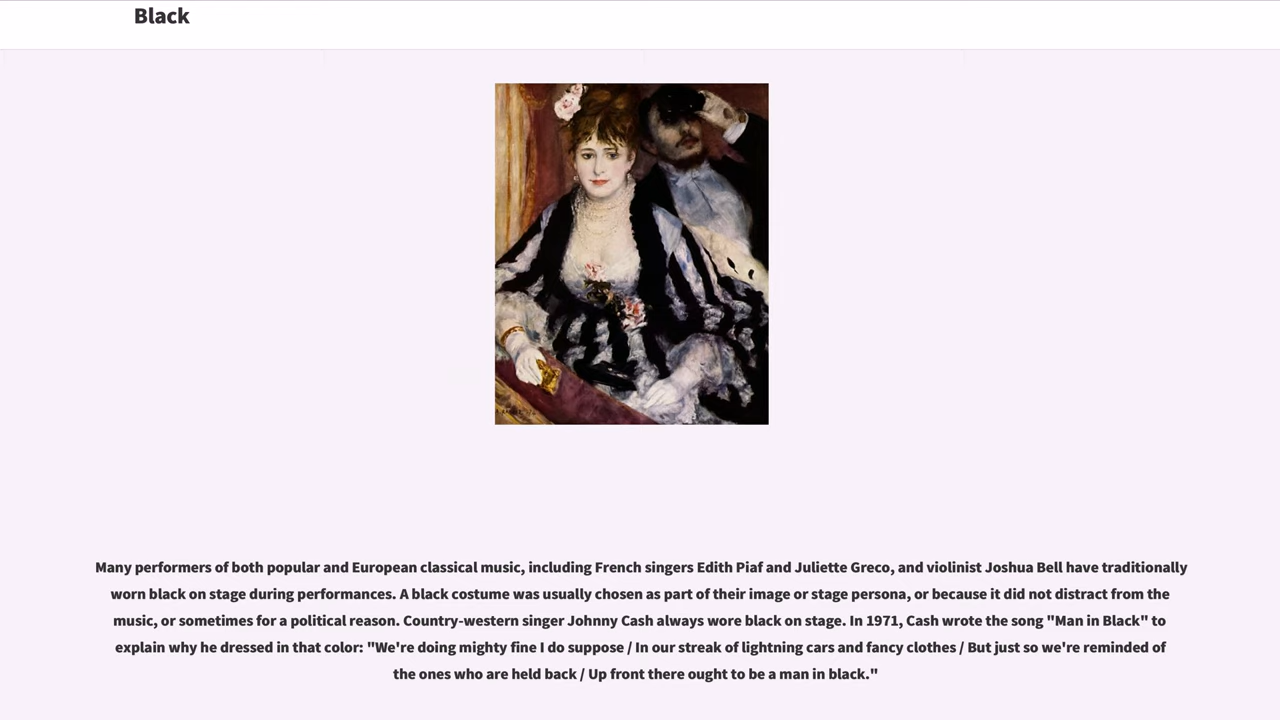 Black
Many performers of both popular and European classical music, including French singers Edith Piaf and Juliette Greco, and violinist Joshua Bell have traditionally
worn black on stage during performances. A black costume was usually chosen as part of their image or stage persona, or because it did not distract from the
music, or sometimes for a political reason. Country-western singer Johnny Cash always wore black on stage. In 1971, Cash wrote the song "Man in Black" to
explain why he dressed in that color: "We're doing mighty fine I do suppose / In our streak of lightning cars and fancy clothes / But just so we're reminded of
the ones who are held back / Up front there ought to be a man in black."